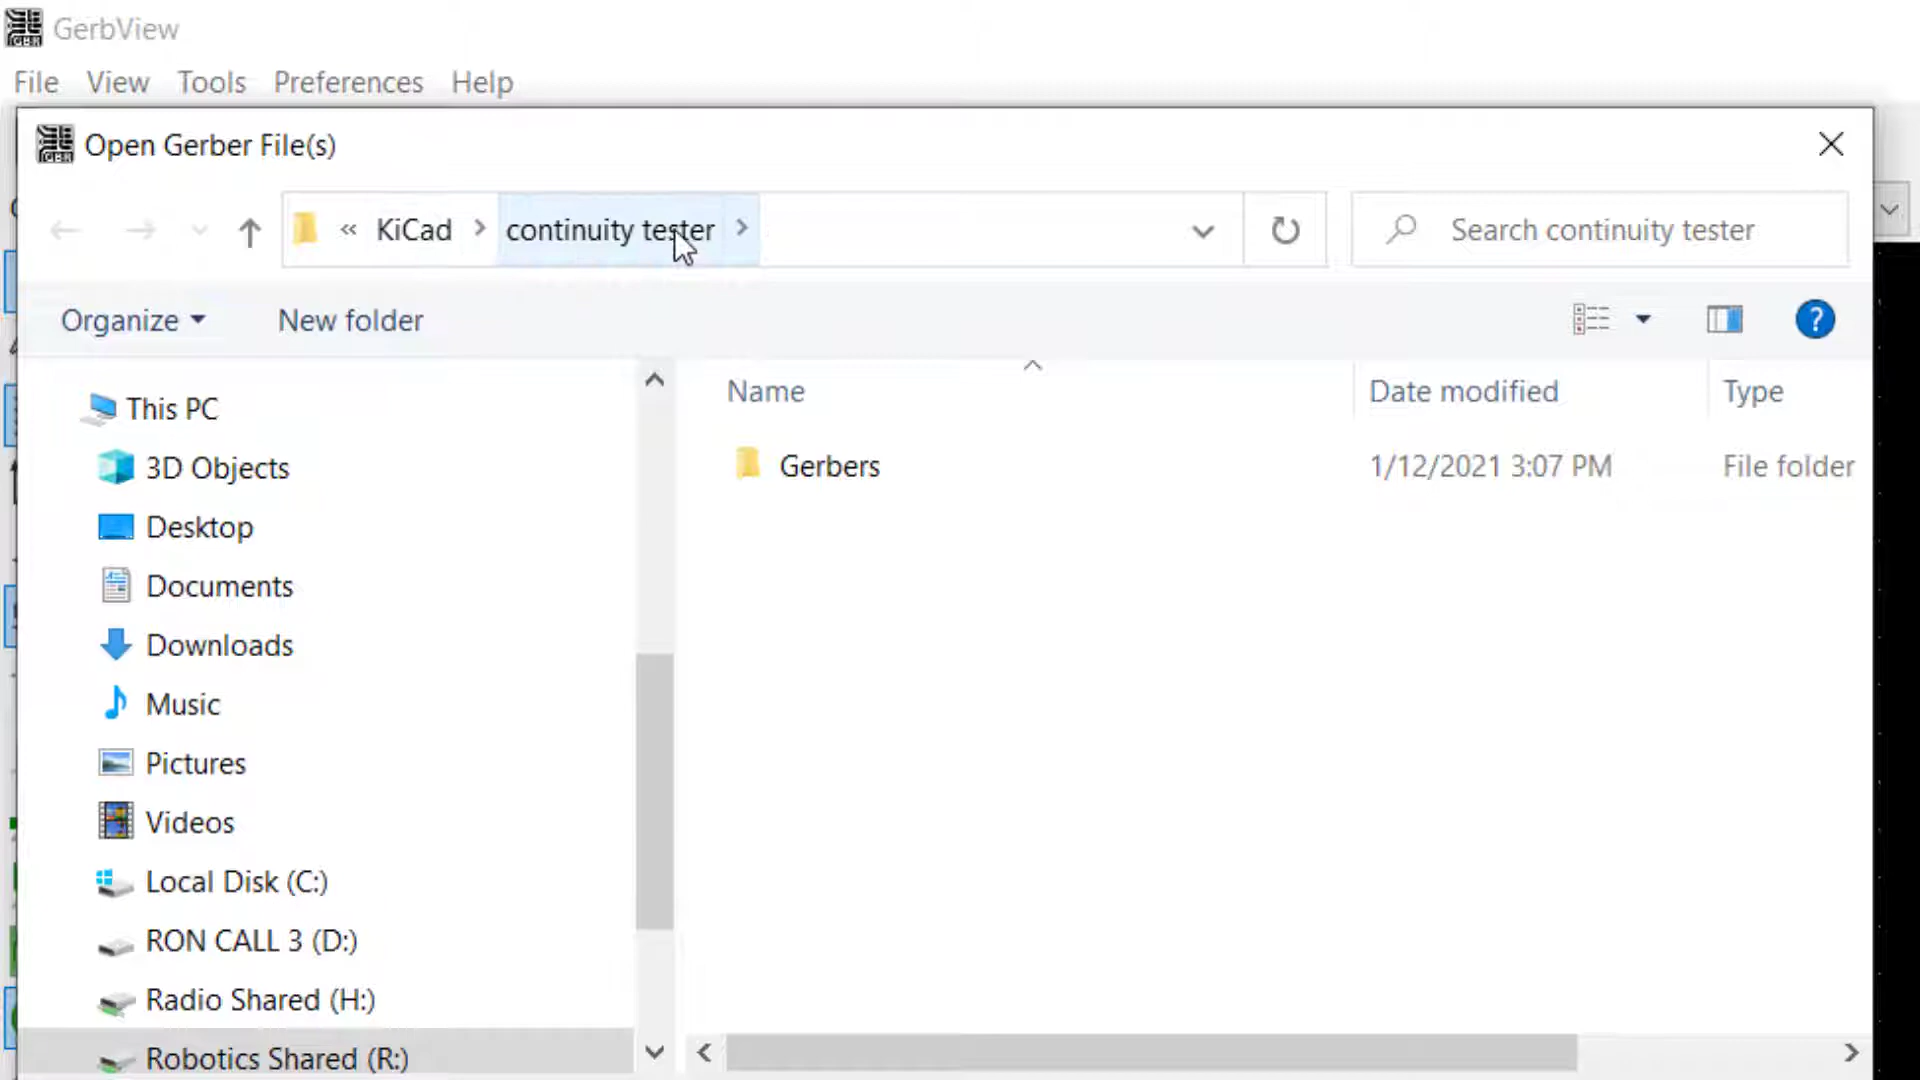 GerbView
File View Tools Preferences Help
Open Gerber File(s)
« KiCad > continuity tester >
Search continuity tester
Organize
New folder
Name
Date modified
Type
Gerbers
1/12/2021 3:07 PM
File folder
This PC
3D Objects
Desktop
Documents
Downloads
Music
Pictures
Videos
Local Disk (C:)
RON CALL 3 (D:)
Radio Shared (H:)
Robotics Shared (R:)